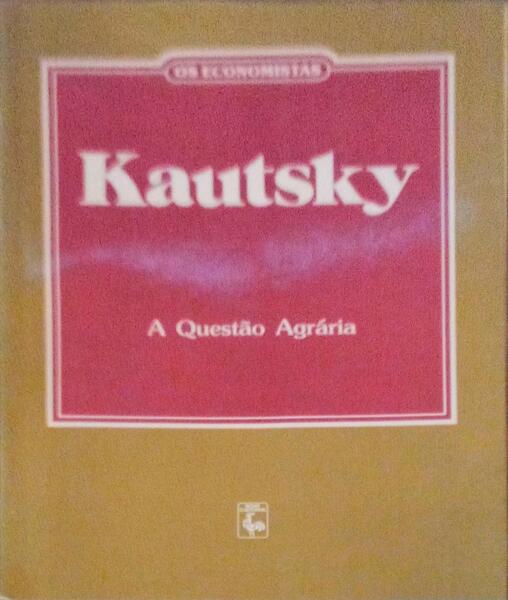 OS ECONOMISTAS
Kautsky
A Questão Agrária